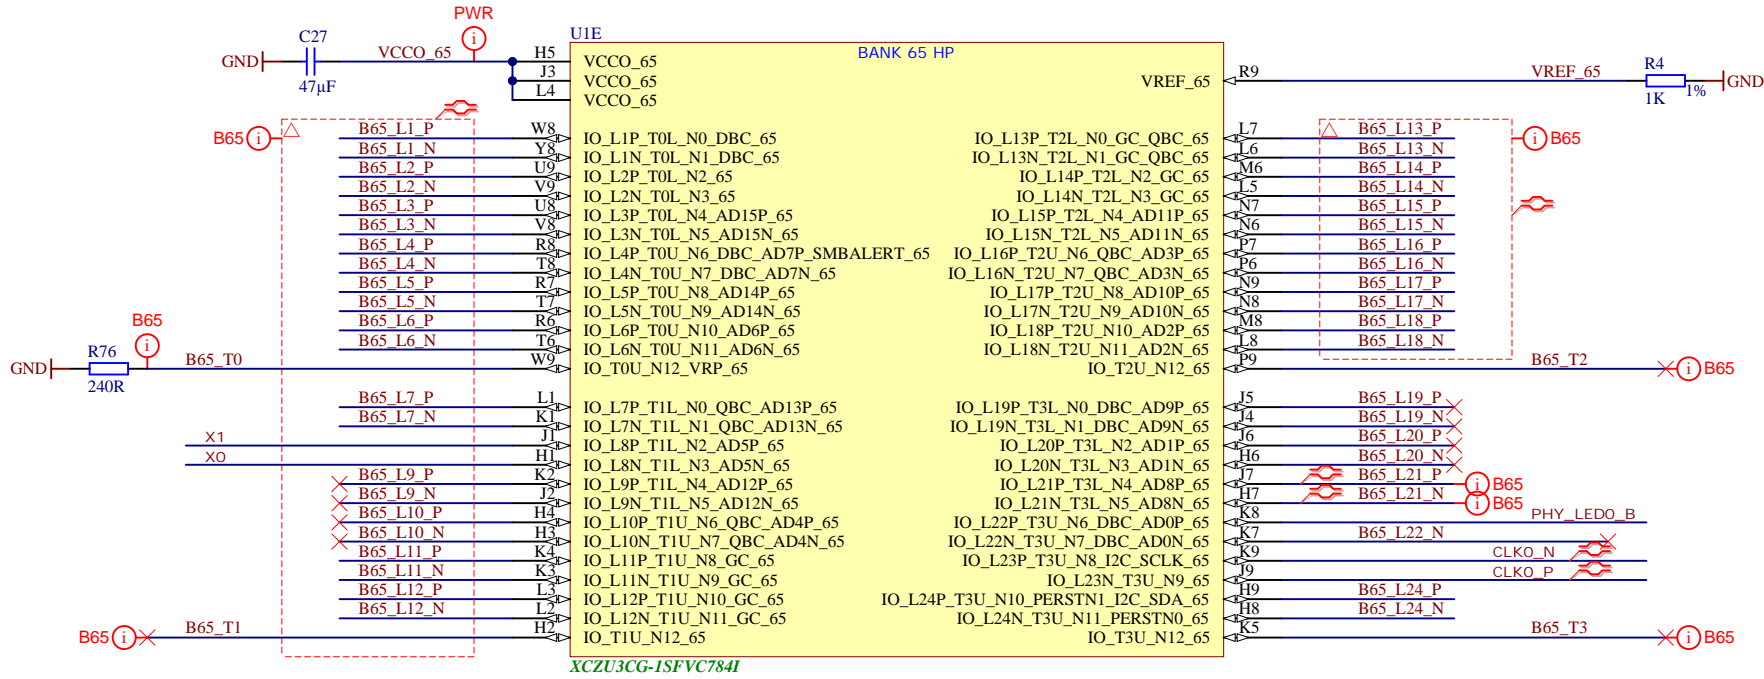 PWR
U1E
BANK 65 HP
C27
GND
47µF
VCCO_65
H5 VCCO_65
J3 VCCO_65
L4 VCCO_65
VREF_65 R9 VREF_65
R4
1K
1%
GND
B65
B65_L1_P W8 IO_L1P_T0L_N0_DBC_65
B65_L1_N Y8 IO_L1N_T0L_N1_DBC_65
B65_L2_P U9 IO_L2P_T0L_N2_65
B65_L2_N V9 IO_L2N_T0L_N3_65
B65_L3_P U8 IO_L3P_T0L_N4_AD15P_65
B65_L3_N V8 IO_L3N_T0L_N5_AD15N_65
B65_L4_P R8 IO_L4P_T0U_N6_DBC_AD7P_SMBALERT_65
B65_L4_N T8 IO_L4N_T0U_N7_DBC_AD7N_65
B65_L5_P R7 IO_L5P_T0U_N8_AD14P_65
B65_L5_N T7 IO_L5N_T0U_N9_AD14N_65
B65_L6_P R6 IO_L6P_T0U_N10_AD6P_65
B65_L6_N T6 IO_L6N_T0U_N11_AD6N_65
B65
GND
R76
240R
B65_T0 W9 IO_T0U_N12_VRP_65
B65_L7_P L1 IO_L7P_T1L_N0_QBC_AD13P_65
B65_L7_N K1 IO_L7N_T1L_N1_QBC_AD13N_65
X1 J1 IO_L8P_T1L_N2_AD5P_65
X0 H1 IO_L8N_T1L_N3_AD5N_65
B65_L9_P K2 IO_L9P_T1L_N4_AD12P_65
B65_L9_N J2 IO_L9N_T1L_N5_AD12N_65
B65_L10_P H4 IO_L10P_T1U_N6_QBC_AD4P_65
B65_L10_N H3 IO_L10N_T1U_N7_QBC_AD4N_65
B65_L11_P K4 IO_L11P_T1U_N8_GC_65
B65_L11_N K3 IO_L11N_T1U_N9_GC_65
B65_L12_P L3 IO_L12P_T1U_N10_GC_65
B65_L12_N L2 IO_L12N_T1U_N11_GC_65
B65 B65_T1 H2 IO_T1U_N12_65
IO_L13P_T2L_N0_GC_QBC_65 L7 B65_L13_P B65
IO_L13N_T2L_N1_GC_QBC_65 L6 B65_L13_N
IO_L14P_T2L_N2_GC_65 M6 B65_L14_P
IO_L14N_T2L_N3_GC_65 L5 B65_L14_N
IO_L15P_T2L_N4_AD11P_65 N7 B65_L15_P
IO_L15N_T2L_N5_AD11N_65 N6 B65_L15_N
IO_L16P_T2U_N6_QBC_AD3P_65 P7 B65_L16_P
IO_L16N_T2U_N7_QBC_AD3N_65 P6 B65_L16_N
IO_L17P_T2U_N8_AD10P_65 N9 B65_L17_P
IO_L17N_T2U_N9_AD10N_65 N8 B65_L17_N
IO_L18P_T2U_N10_AD2P_65 M8 B65_L18_P
IO_L18N_T2U_N11_AD2N_65 L8 B65_L18_N
IO_T2U_N12_65 P9 B65_T2 B65
IO_L19P_T3L_N0_DBC_AD9P_65 J5 B65_L19_P
IO_L19N_T3L_N1_DBC_AD9N_65 J4 B65_L19_N
IO_L20P_T3L_N2_AD1P_65 J6 B65_L20_P
IO_L20N_T3L_N3_AD1N_65 H6 B65_L20_N
IO_L21P_T3L_N4_AD8P_65 J7 B65_L21_P B65
IO_L21N_T3L_N5_AD8N_65 H7 B65_L21_N B65
IO_L22P_T3U_N6_DBC_AD0P_65 K8 PHY_LED0_B
IO_L22N_T3U_N7_DBC_AD0N_65 K7 B65_L22_N
IO_L23P_T3U_N8_I2C_SCLK_65 K9 CLK0_N
IO_L23N_T3U_N9_65 J9 CLK0_P
IO_L24P_T3U_N10_PERSTN1_I2C_SDA_65 H9 B65_L24_P
IO_L24N_T3U_N11_PERSTN0_65 H8 B65_L24_N
IO_T3U_N12_65 K5 B65_T3 B65
XCZU3CG-1SFVC784I